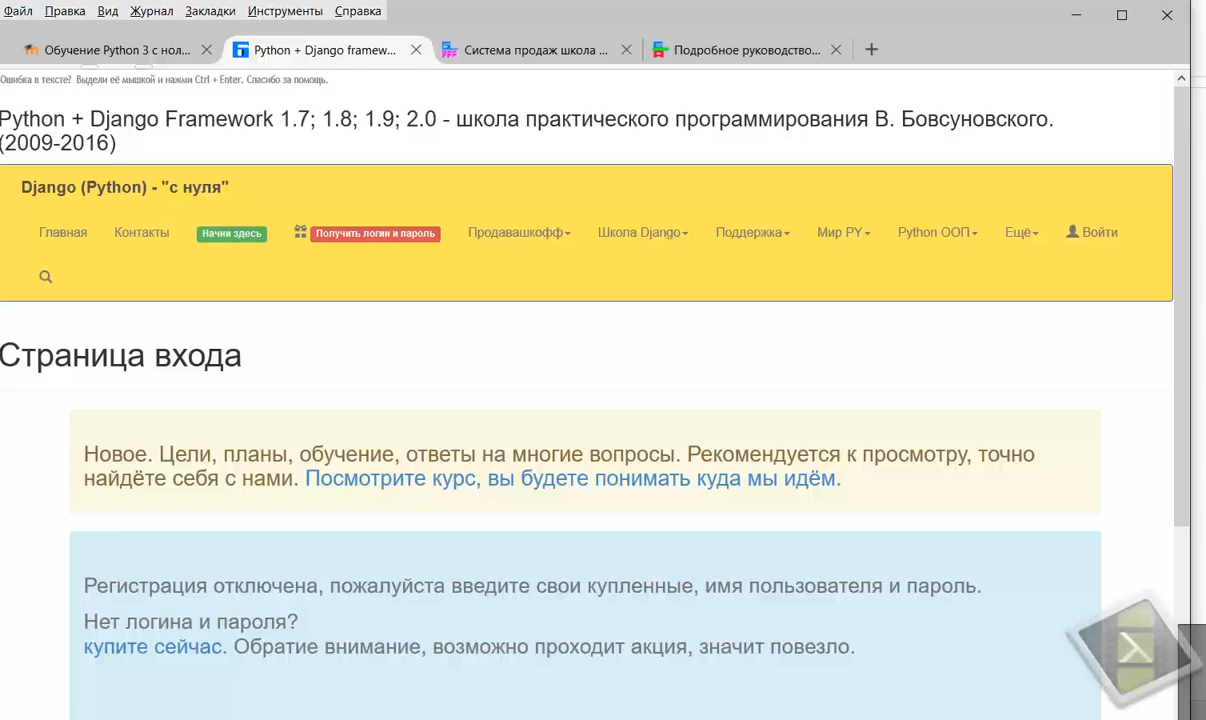 Файл Правка Вид Журнал Закладки Инструменты Справка
Обучение Python 3 с нол... Python + Django framew... Система продаж школа ... Подробное руководство...
Ошибка в тексте? Выдели её мышкой и нажми Ctrl + Enter. Спасибо за помощь.
Python + Django Framework 1.7; 1.8; 1.9; 2.0 - школа практического программирования В. Бовсуновского.
(2009-2016)
Django (Python) - "с нуля"
Главная Контакты Начни здесь Получить логин и пароль Продавашкофф Школа Django Поддержка Мир PY Python ООП Ещё Войти
Страница входа
Новое. Цели, планы, обучение, ответы на многие вопросы. Рекомендуется к просмотру, точно
найдёте себя с нами. Посмотрите курс, вы будете понимать куда мы идём.
Регистрация отключена, пожалуйста введите свои купленные, имя пользователя и пароль.
Нет логина и пароля?
купите сейчас. Обратие внимание, возможно проходит акция, значит повезло.